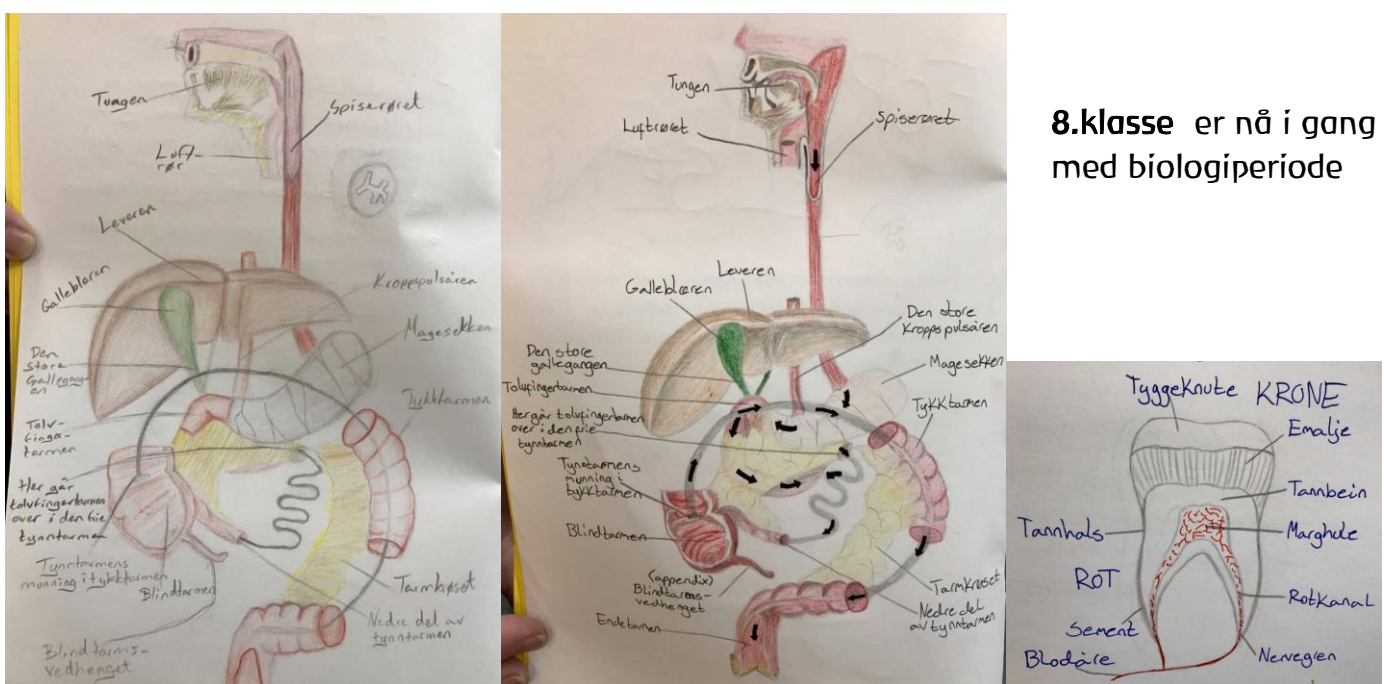 Tungen
Spiserøret
Luft
rør
Leveren
Galleblæren
Kroppspulsåren
Magesekken
Den
store
Gallegang-
en
Tykktarmen
Tolv-
finger-
tarmen
Her går
tolvfingertarmen
over i den frie
tynntarmen
Tynntarmens
munning i tykktarmen
Blindtarmen
Tarmkrøset
Nedre del av
tynntarmen
Blindtarms-
vedhenget
Tungen
Luftrøret
Spiserøret
Leveren
Galleblæren
Den store
Kroppspulsåren
Den store
gallegangen
Magesekken
Tolvfingertarmen
Tykktarmen
Her går tolvfingertarmen
over i den frie
tynntarmen
Tynntarmens
munning i
tykktarmen
Blindtarmen
(appendix)
Blindtarms-
vedhenget
Tarmkrøset
Nedre del
av tynntarmen
Endetarmen
8.klasse er nå i gang
med biologiperiode
Tyggeknute KRONE
Emalje
Tannbein
Tannhals
Marghule
ROT
Rotkanal
Sement
Blodåre
Nervegren